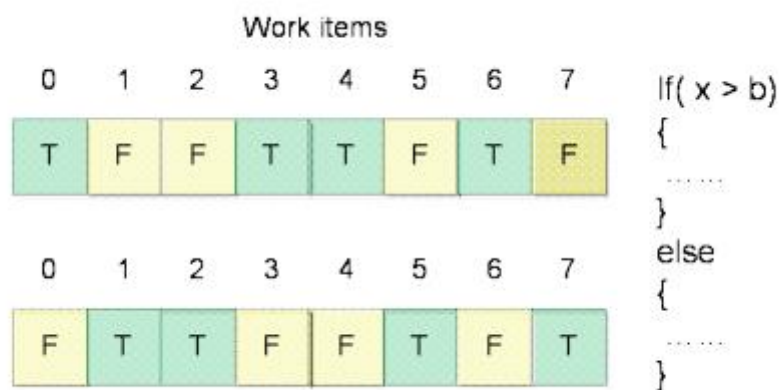 Work items
0 1 2 3 4 5 6 7
T F F T T F T F
0 1 2 3 4 5 6 7
F T T F F T F T
If( x > b)
{
......
}
else
{
......
}